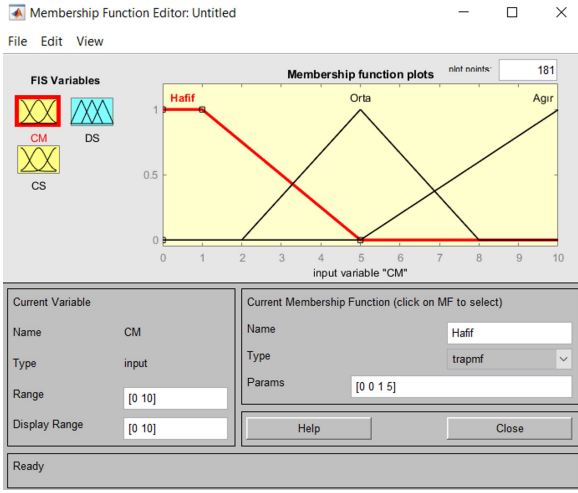 Membership Function Editor: Untitled
File Edit View
FIS Variables
CM
DS
CS
Membership function plots
plot points:
181
Hafif
Orta
Agır
1
0.5
0
0 1 2 3 4 5 6 7 8 9 10
input variable "CM"
Current Variable
Name CM
Type input
Range [0 10]
Display Range [0 10]
Current Membership Function (click on MF to select)
Name Hafif
Type trapmf
Params [0 0 1 5]
Help Close
Ready